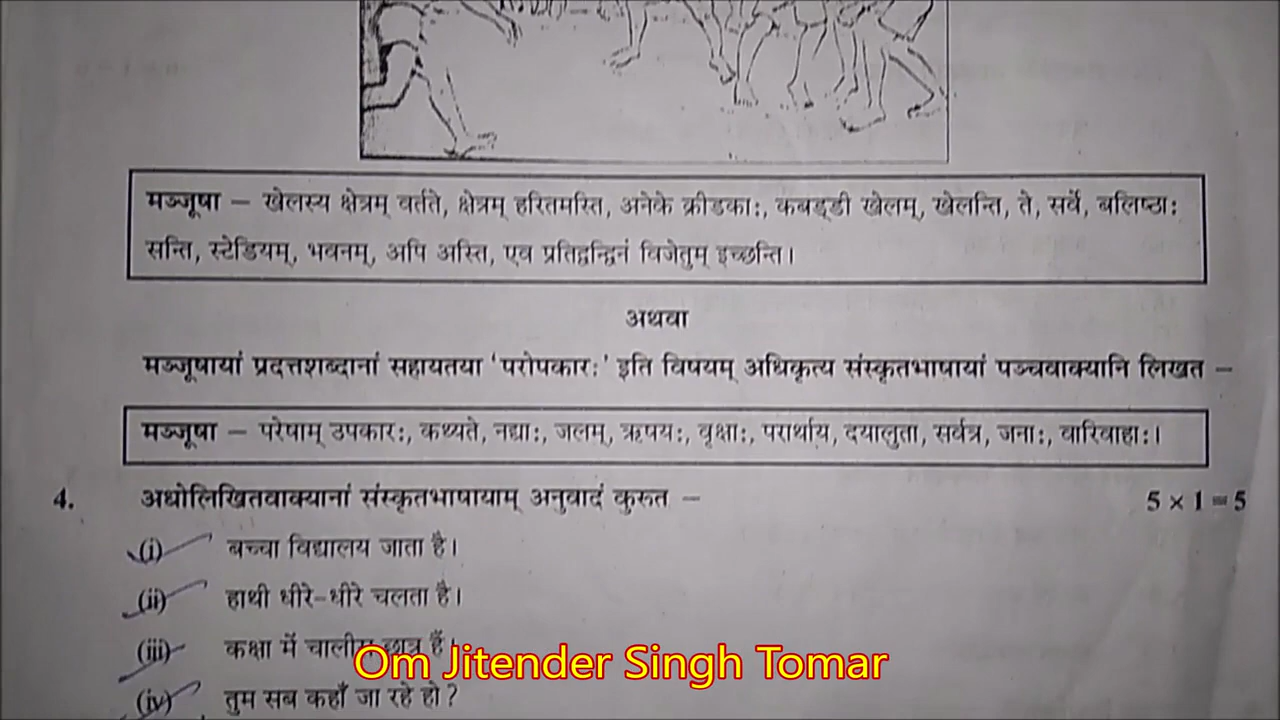 मञ्जूषा – खेलस्य क्षेत्रम् वर्तते, क्षेत्रम् हरितमस्ति, अनेके क्रीडकाः, कबड्डी खेलम्, खेलन्ति, ते, सर्वे, बलिष्ठाः
सन्ति, स्टेडियम्, भवनम्, अपि अस्ति, एव प्रतिद्वन्द्विनं विजेतुम् इच्छन्ति।
अथवा
मञ्जूषायां प्रदत्तशब्दानां सहायतया 'परोपकारः' इति विषयम् अधिकृत्य संस्कृतभाषायां पञ्चवाक्यानि लिखत –
मञ्जूषा – परेषाम् उपकारः, कथ्यते, नद्याः, जलम्, ऋषयः, वृक्षाः, परार्थाय, दयालुता, सर्वत्र, जनाः, वारिवाहाः।
4. अधोलिखितवाक्यानां संस्कृतभाषायाम् अनुवादं कुरुत – 5 × 1 = 5
(i) बच्चा विद्यालय जाता है।
(ii) हाथी धीरे-धीरे चलता है।
(iii) कक्षा में चालीस छात्र हैं।
Om Jitender Singh Tomar
(iv) तुम सब कहाँ जा रहे हो ?